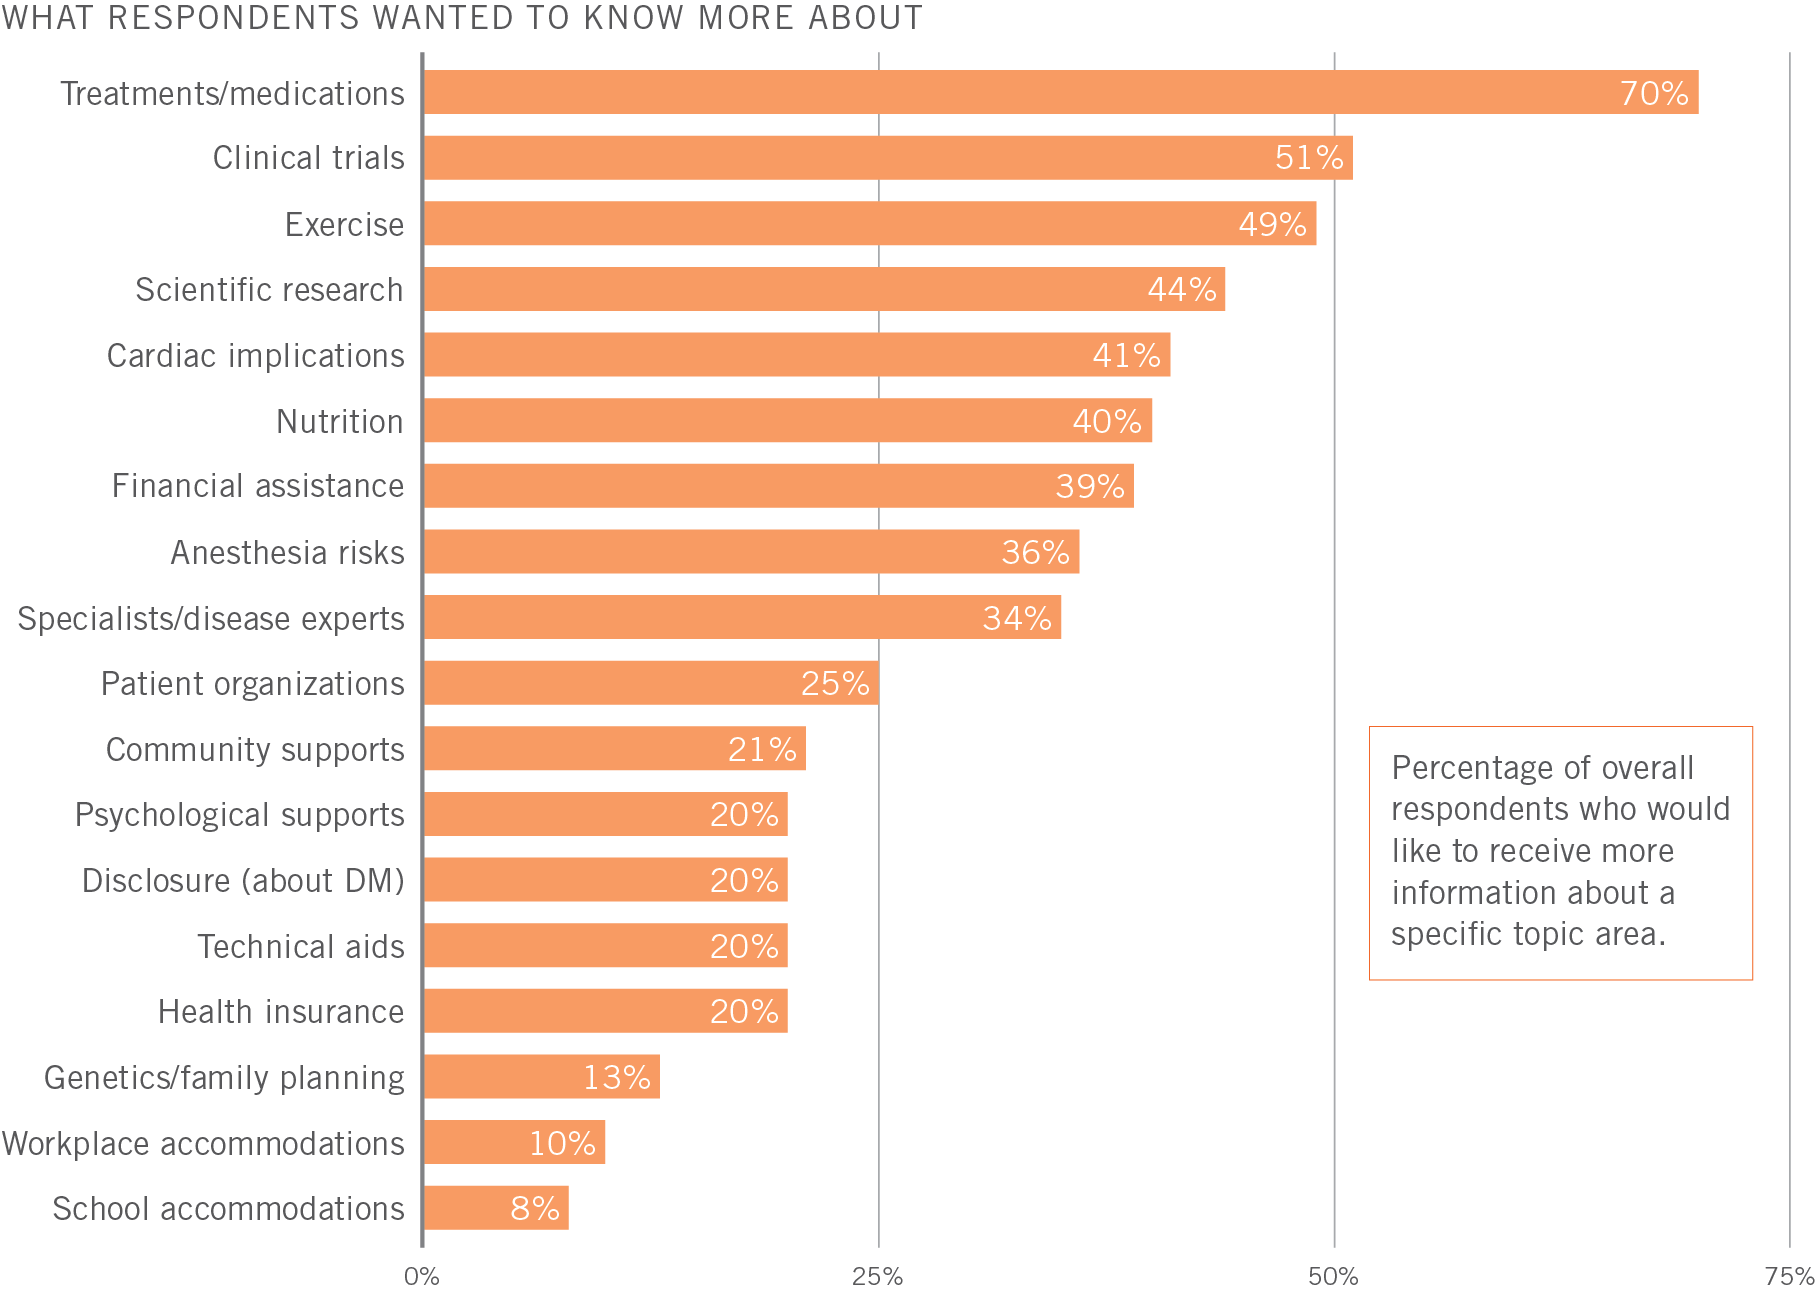 WHAT RESPONDENTS WANTED TO KNOW MORE ABOUT
Treatments/medications 70%
Clinical trials 51%
Exercise 49%
Scientific research 44%
Cardiac implications 41%
Nutrition 40%
Financial assistance 39%
Anesthesia risks 36%
Specialists/disease experts 34%
Patient organizations 25%
Community supports 21%
Psychological supports 20%
Disclosure (about DM) 20%
Technical aids 20%
Health insurance 20%
Genetics/family planning 13%
Workplace accommodations 10%
School accommodations 8%
0% 25% 50% 75%
Percentage of overall
respondents who would
like to receive more
information about a
specific topic area.